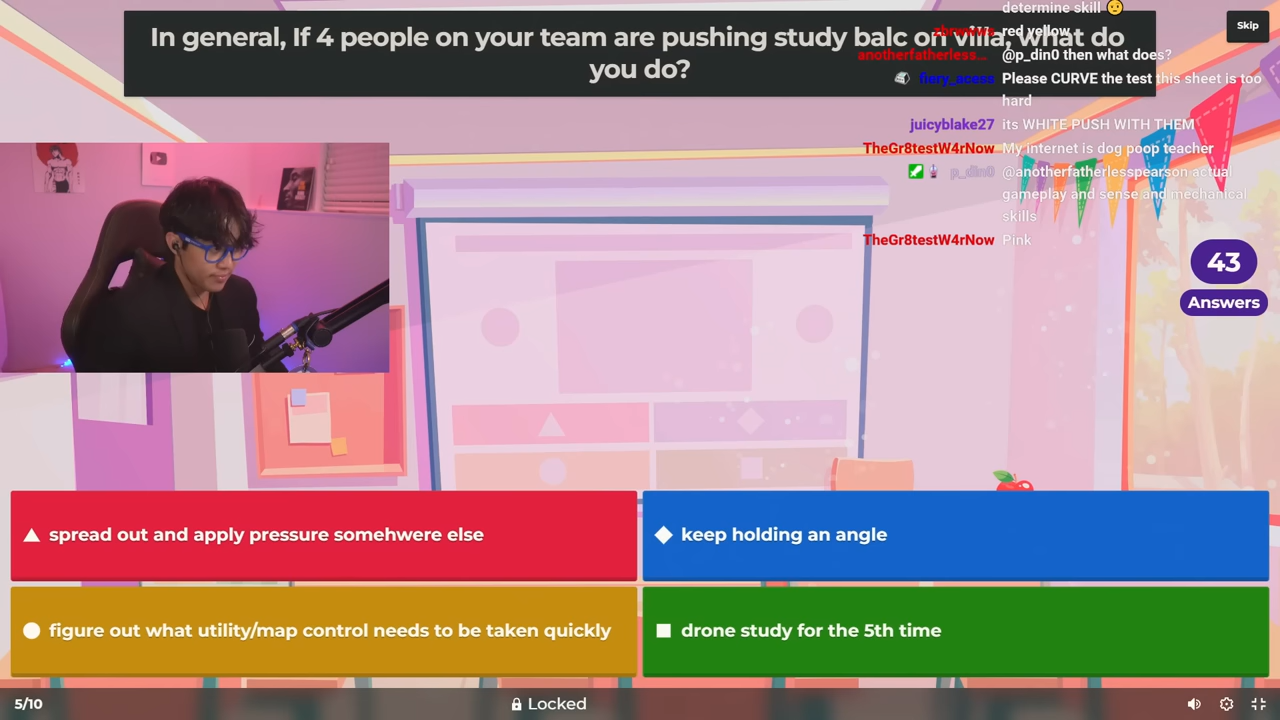 In general, If 4 people on your team are pushing study balc on villa, what do
you do?
Skip
determine skill
zbrwwws red yellow
anotherfatherless... @p_din0 then what does?
fiery_acess Please CURVE the test this sheet is too
hard
juicyblake27 its WHITE PUSH WITH THEM
TheGr8testW4rNow My internet is dog poop teacher
p_din0 @anotherfatherlesspearson actual
gameplay and sense and mechanical
skills
TheGr8testW4rNow Pink
43
Answers
spread out and apply pressure somehwere else
keep holding an angle
figure out what utility/map control needs to be taken quickly
drone study for the 5th time
5/10
Locked